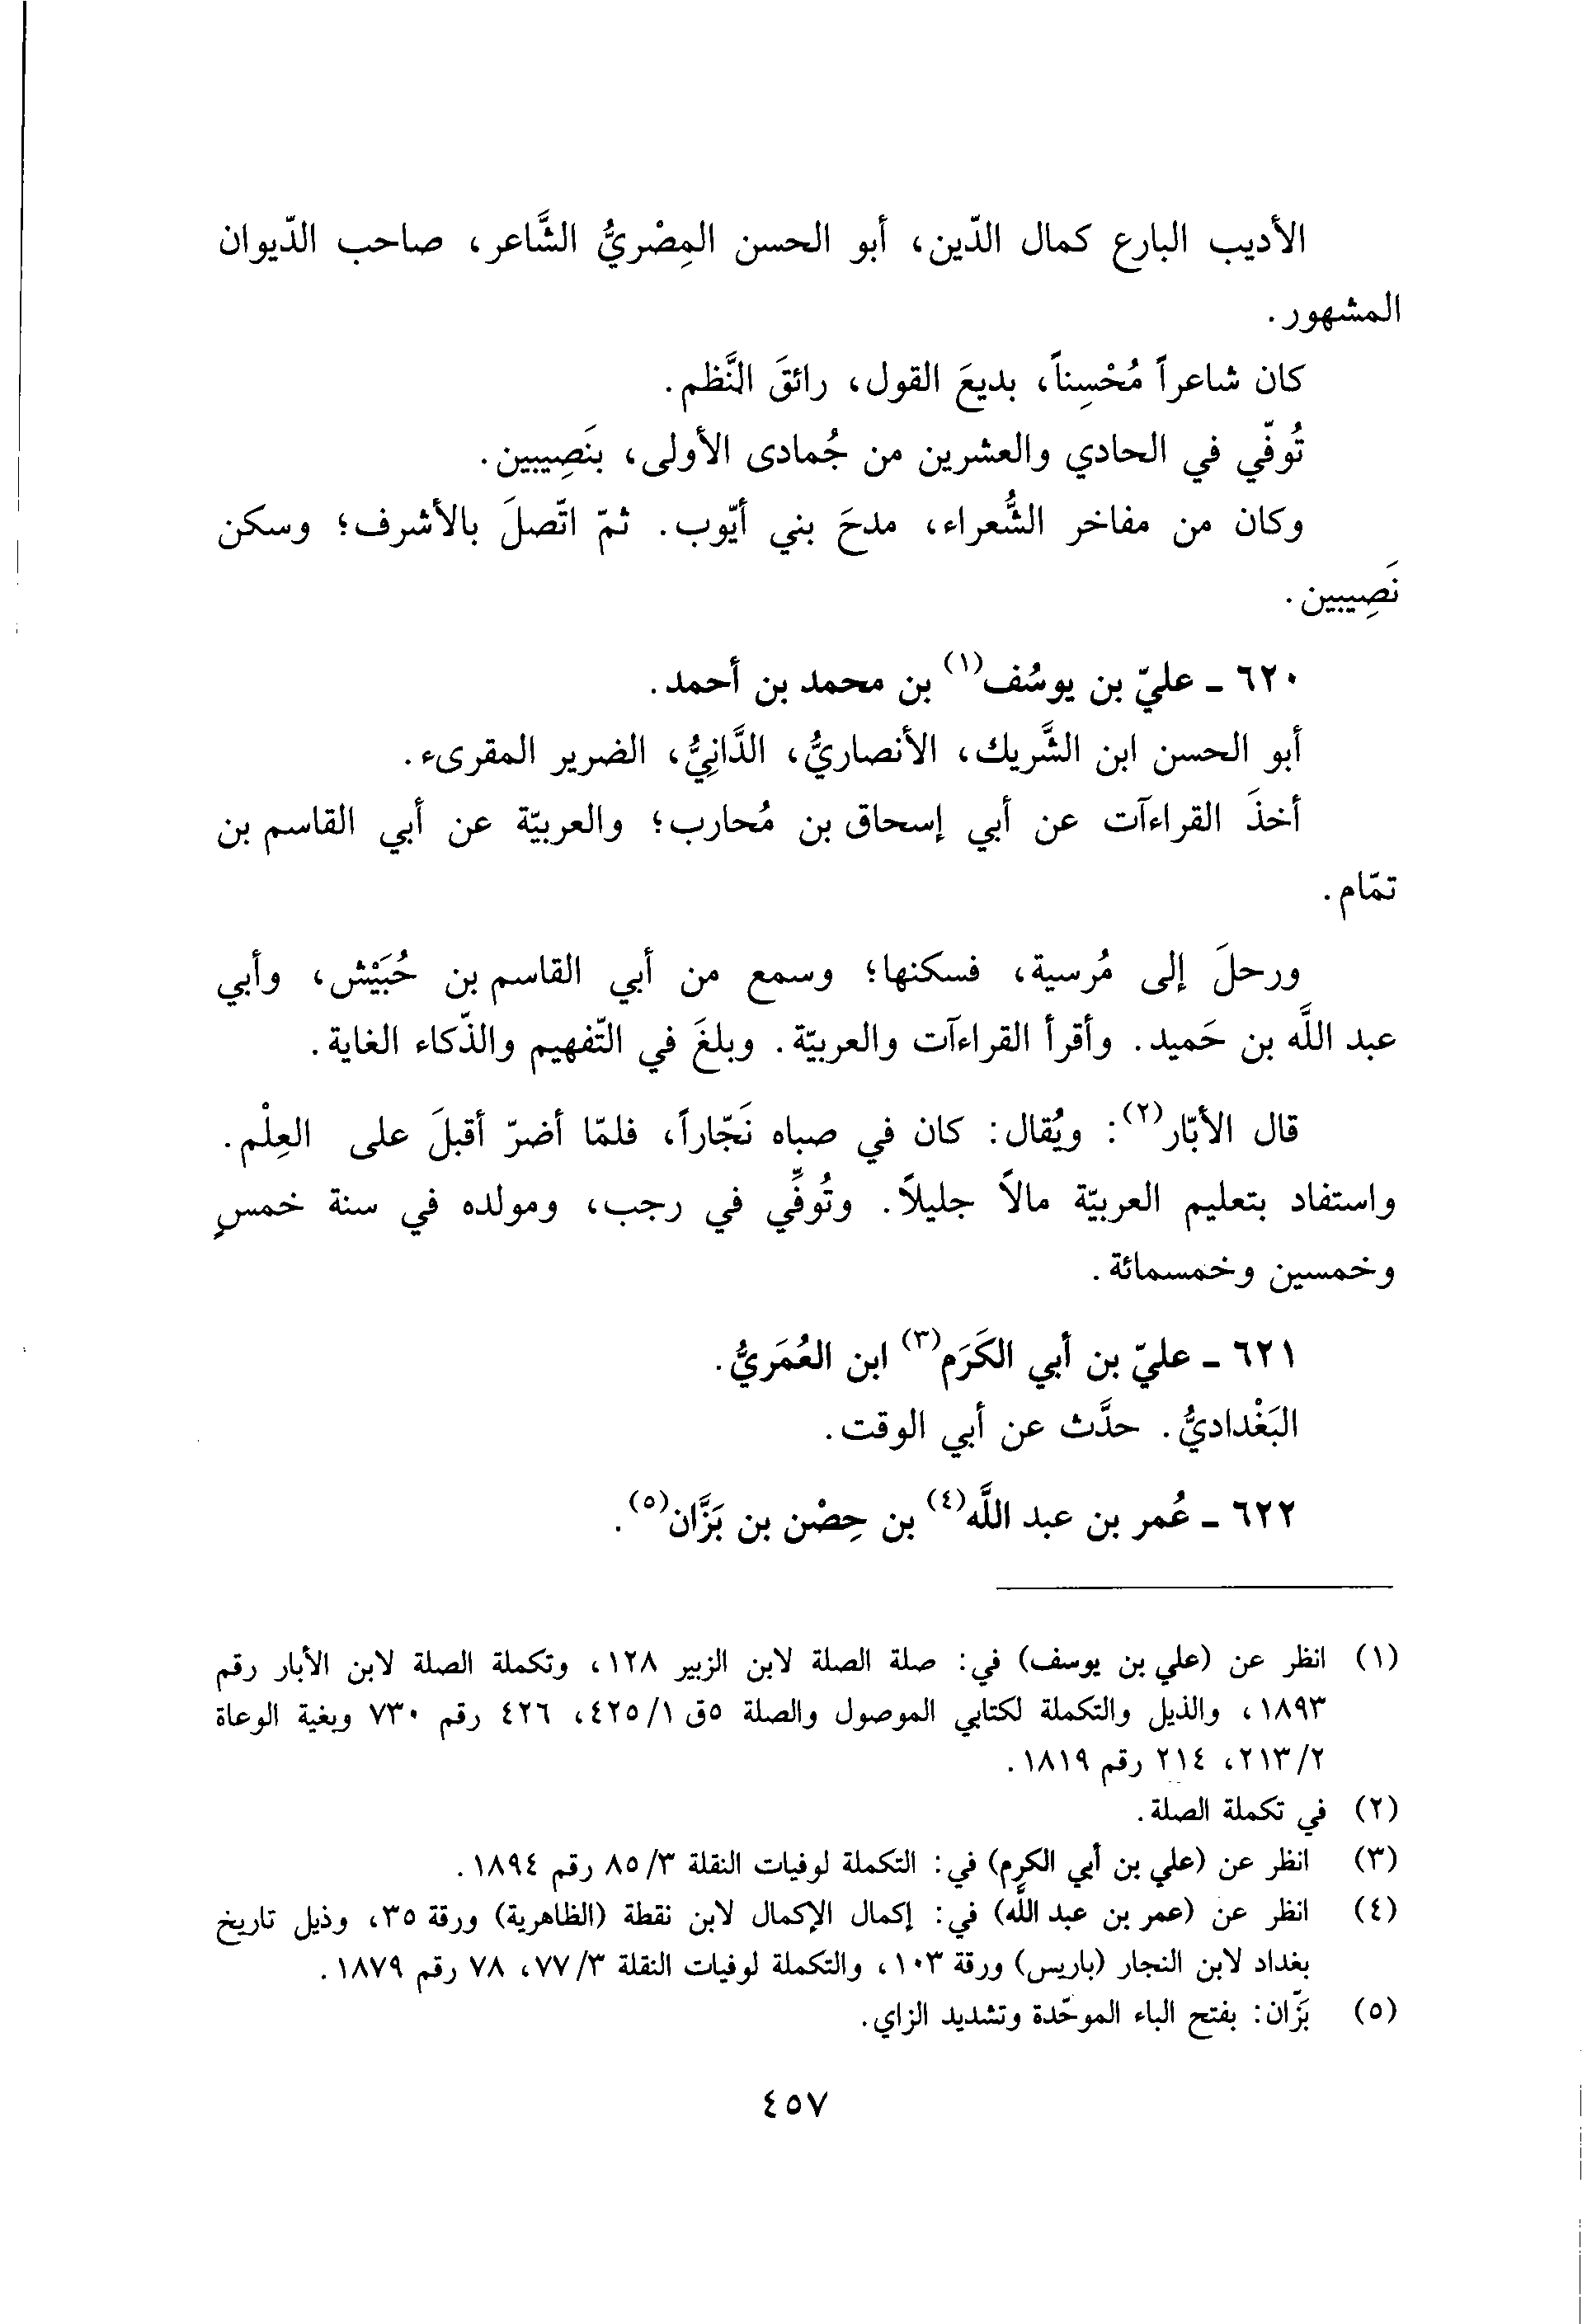 الأديب البارع كمال الدّين، أبو الحسن المِصْريُّ الشَّاعر، صاحب الدّيوان
المشهور.
كان شاعراً مُحْسِناً، بديعَ القول، رائقَ النَّظم.
تُوفّي في الحادي والعشرين من جُمادى الأولى، بنَصِيبين.
وكان من مفاخر الشُّعراء، مدحَ بني أيّوب. ثمّ اتّصلَ بالأشرف؛ وسكن
نَصِيبين.
٦٢٠ - عليّ بن يوسُف(١) بن محمد بن أحمد.
أبو الحسن ابن الشَّريك، الأنصاريُّ، الدَّانِيُّ، الضرير المقرىء.
أخذَ القراءآت عن أبي إسحاق بن مُحارب؛ والعربيّة عن أبي القاسم بن
تمّام.
ورحلَ إلى مُرسية، فسكنها؛ وسمع من أبي القاسم بن حُبَيْش، وأبي
عبد اللَّه بن حَميد. وأقرأ القراءآت والعربيّة. وبلغَ في التّفهيم والذّكاء الغاية.
قال الأبّار(٢): ويُقال: كان في صباه نَجّاراً، فلمّا أضرّ أقبلَ على العِلْم.
واستفاد بتعليم العربيّة مالاً جليلاً. وتُوفِّي في رجب، ومولده في سنة خمسٍ
وخمسين وخمسمائة.
٦٢١ - عليّ بن أبي الكَرَم(٣) ابن العُمَريُّ.
البَغْداديُّ. حدَّث عن أبي الوقت.
٦٢٢ - عُمر بن عبد اللَّه(٤) بن حِصْن بن بَزَّان(٥).
(١) انظر عن (علي بن يوسف) في: صلة الصلة لابن الزبير ١٢٨، وتكملة الصلة لابن الأبار رقم
١٨٩٣، والذيل والتكملة لكتابي الموصول والصلة ٥ق ١/ ٤٢٥، ٤٢٦ رقم ٧٣٠ وبغية الوعاة
٢/ ٢١٣، ٢١٤ رقم ١٨١٩.
(٢) في تكملة الصلة.
(٣) انظر عن (علي بن أبي الكرم) في: التكملة لوفيات النقلة ٣/ ٨٥ رقم ١٨٩٤.
(٤) انظر عن (عمر بن عبد اللَّه) في: إكمال الإكمال لابن نقطة (الظاهرية) ورقة ٣٥، وذيل تاريخ
بغداد لابن النجار (باريس) ورقة ١٠٣، والتكملة لوفيات النقلة ٣/ ٧٧، ٧٨ رقم ١٨٧٩.
(٥) بَزّان: بفتح الباء الموحّدة وتشديد الزاي.
٤٥٧